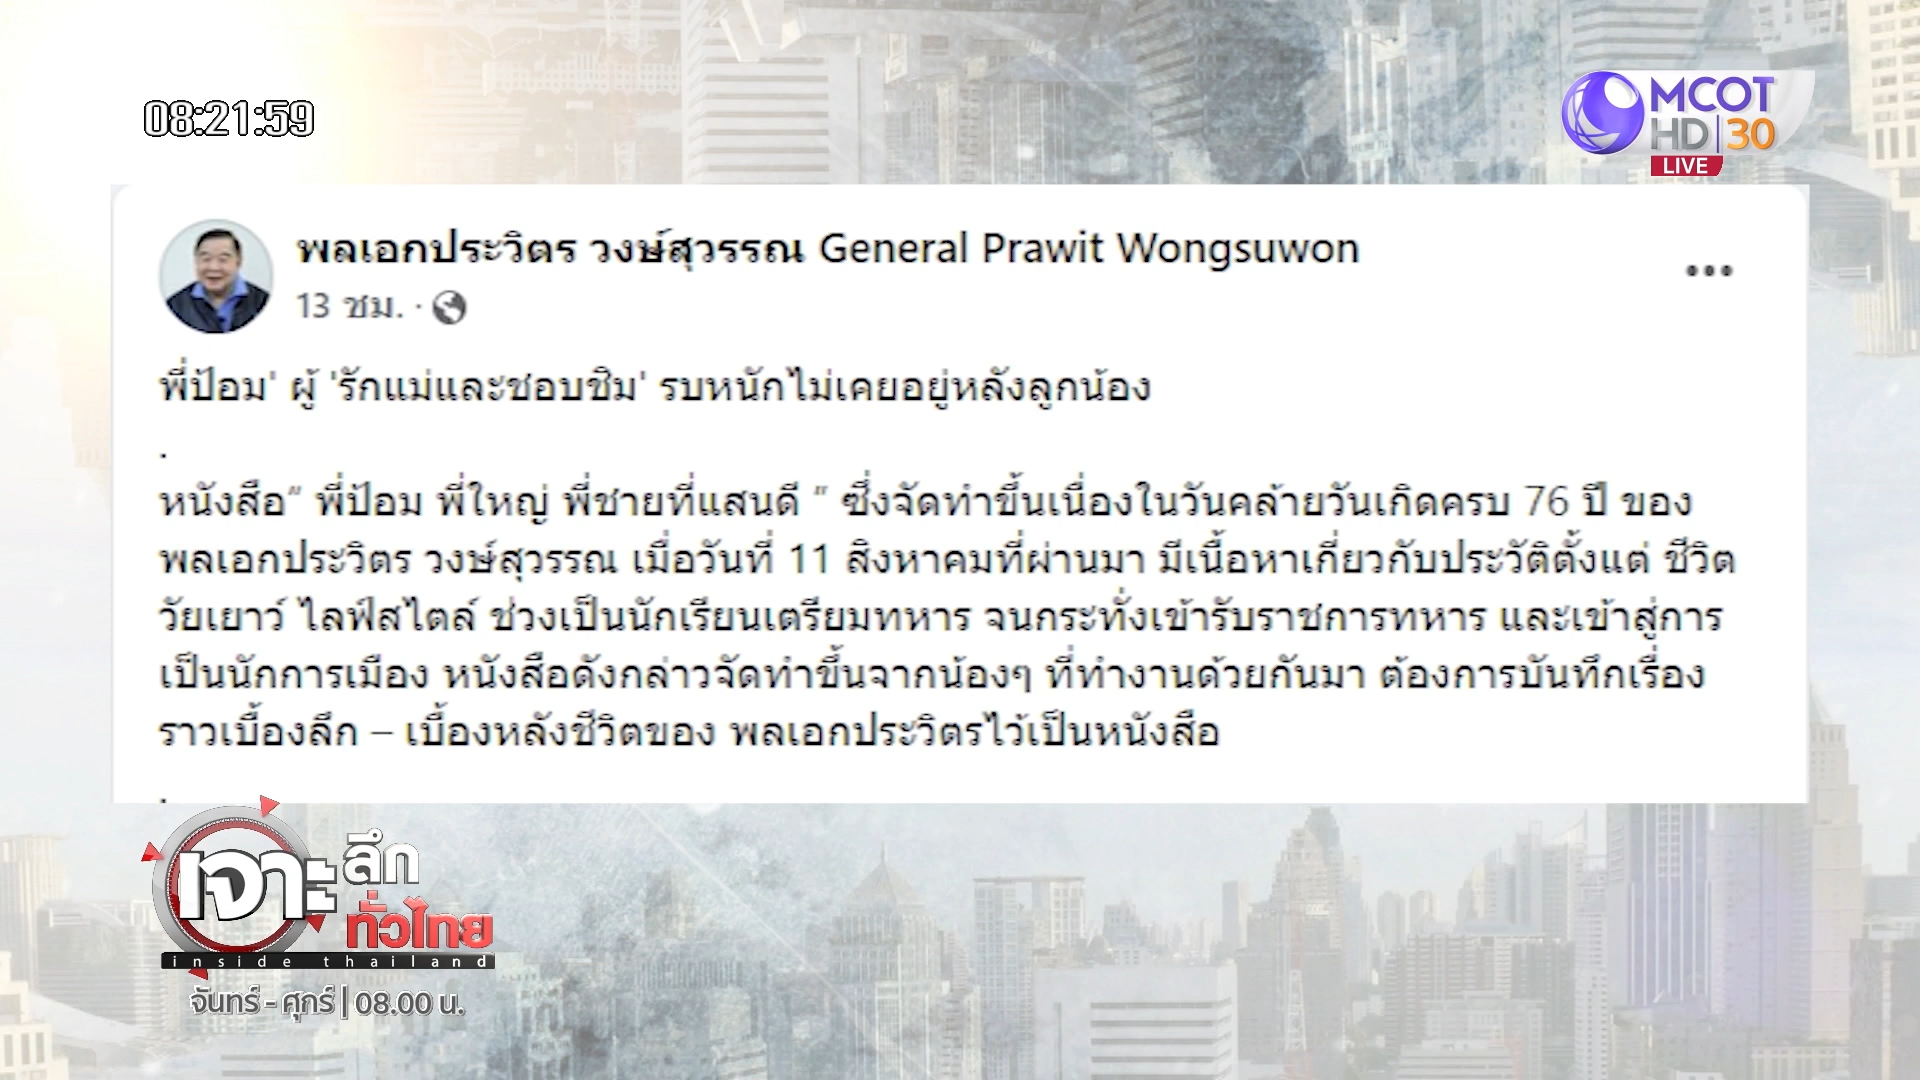 08:21:59
MCOT
HD 30
LIVE
พลเอกประวิตร วงษ์สุวรรณ General Prawit Wongsuwon
13 ชม. ·
พี่ป้อม' ผู้ 'รักแม่และชอบชิม' รบหนักไม่เคยอยู่หลังลูกน้อง
.
หนังสือ“ พี่ป้อม พี่ใหญ่ พี่ชายที่แสนดี ” ซึ่งจัดทำขึ้นเนื่องในวันคล้ายวันเกิดครบ 76 ปี ของ
พลเอกประวิตร วงษ์สุวรรณ เมื่อวันที่ 11 สิงหาคมที่ผ่านมา มีเนื้อหาเกี่ยวกับประวัติตั้งแต่ ชีวิต
วัยเยาว์ ไลฟ์สไตล์ ช่วงเป็นนักเรียนเตรียมทหาร จนกระทั่งเข้ารับราชการทหาร และเข้าสู่การ
เป็นนักการเมือง หนังสือดังกล่าวจัดทำขึ้นจากน้องๆ ที่ทำงานด้วยกันมา ต้องการบันทึกเรื่อง
ราวเบื้องลึก – เบื้องหลังชีวิตของ พลเอกประวิตรไว้เป็นหนังสือ
.
เจาะลึก
ทั่วไทย
inside thailand
จันทร์ - ศุกร์ | 08.00 น.